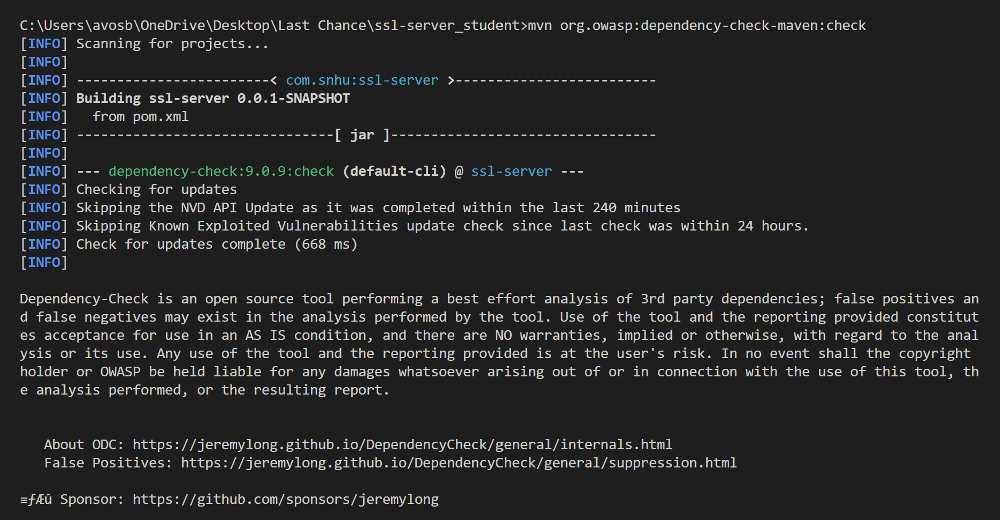 C:\Users\avosb\OneDrive\Desktop\Last Chance\ssl-server_student>mvn org.owasp:dependency-check-maven:check
[INFO] Scanning for projects...
[INFO]
[INFO] ------------------------< com.snhu:ssl-server >-------------------------
[INFO] Building ssl-server 0.0.1-SNAPSHOT
[INFO]   from pom.xml
[INFO] --------------------------------[ jar ]---------------------------------
[INFO]
[INFO] --- dependency-check:9.0.9:check (default-cli) @ ssl-server ---
[INFO] Checking for updates
[INFO] Skipping the NVD API Update as it was completed within the last 240 minutes
[INFO] Skipping Known Exploited Vulnerabilities update check since last check was within 24 hours.
[INFO] Check for updates complete (668 ms)
[INFO]
Dependency-Check is an open source tool performing a best effort analysis of 3rd party dependencies; false positives an
d false negatives may exist in the analysis performed by the tool. Use of the tool and the reporting provided constitut
es acceptance for use in an AS IS condition, and there are NO warranties, implied or otherwise, with regard to the anal
ysis or its use. Any use of the tool and the reporting provided is at the user's risk. In no event shall the copyright
holder or OWASP be held liable for any damages whatsoever arising out of or in connection with the use of this tool, th
e analysis performed, or the resulting report.
   About ODC: https://jeremylong.github.io/DependencyCheck/general/internals.html
   False Positives: https://jeremylong.github.io/DependencyCheck/general/suppression.html
≡ƒÆû Sponsor: https://github.com/sponsors/jeremylong